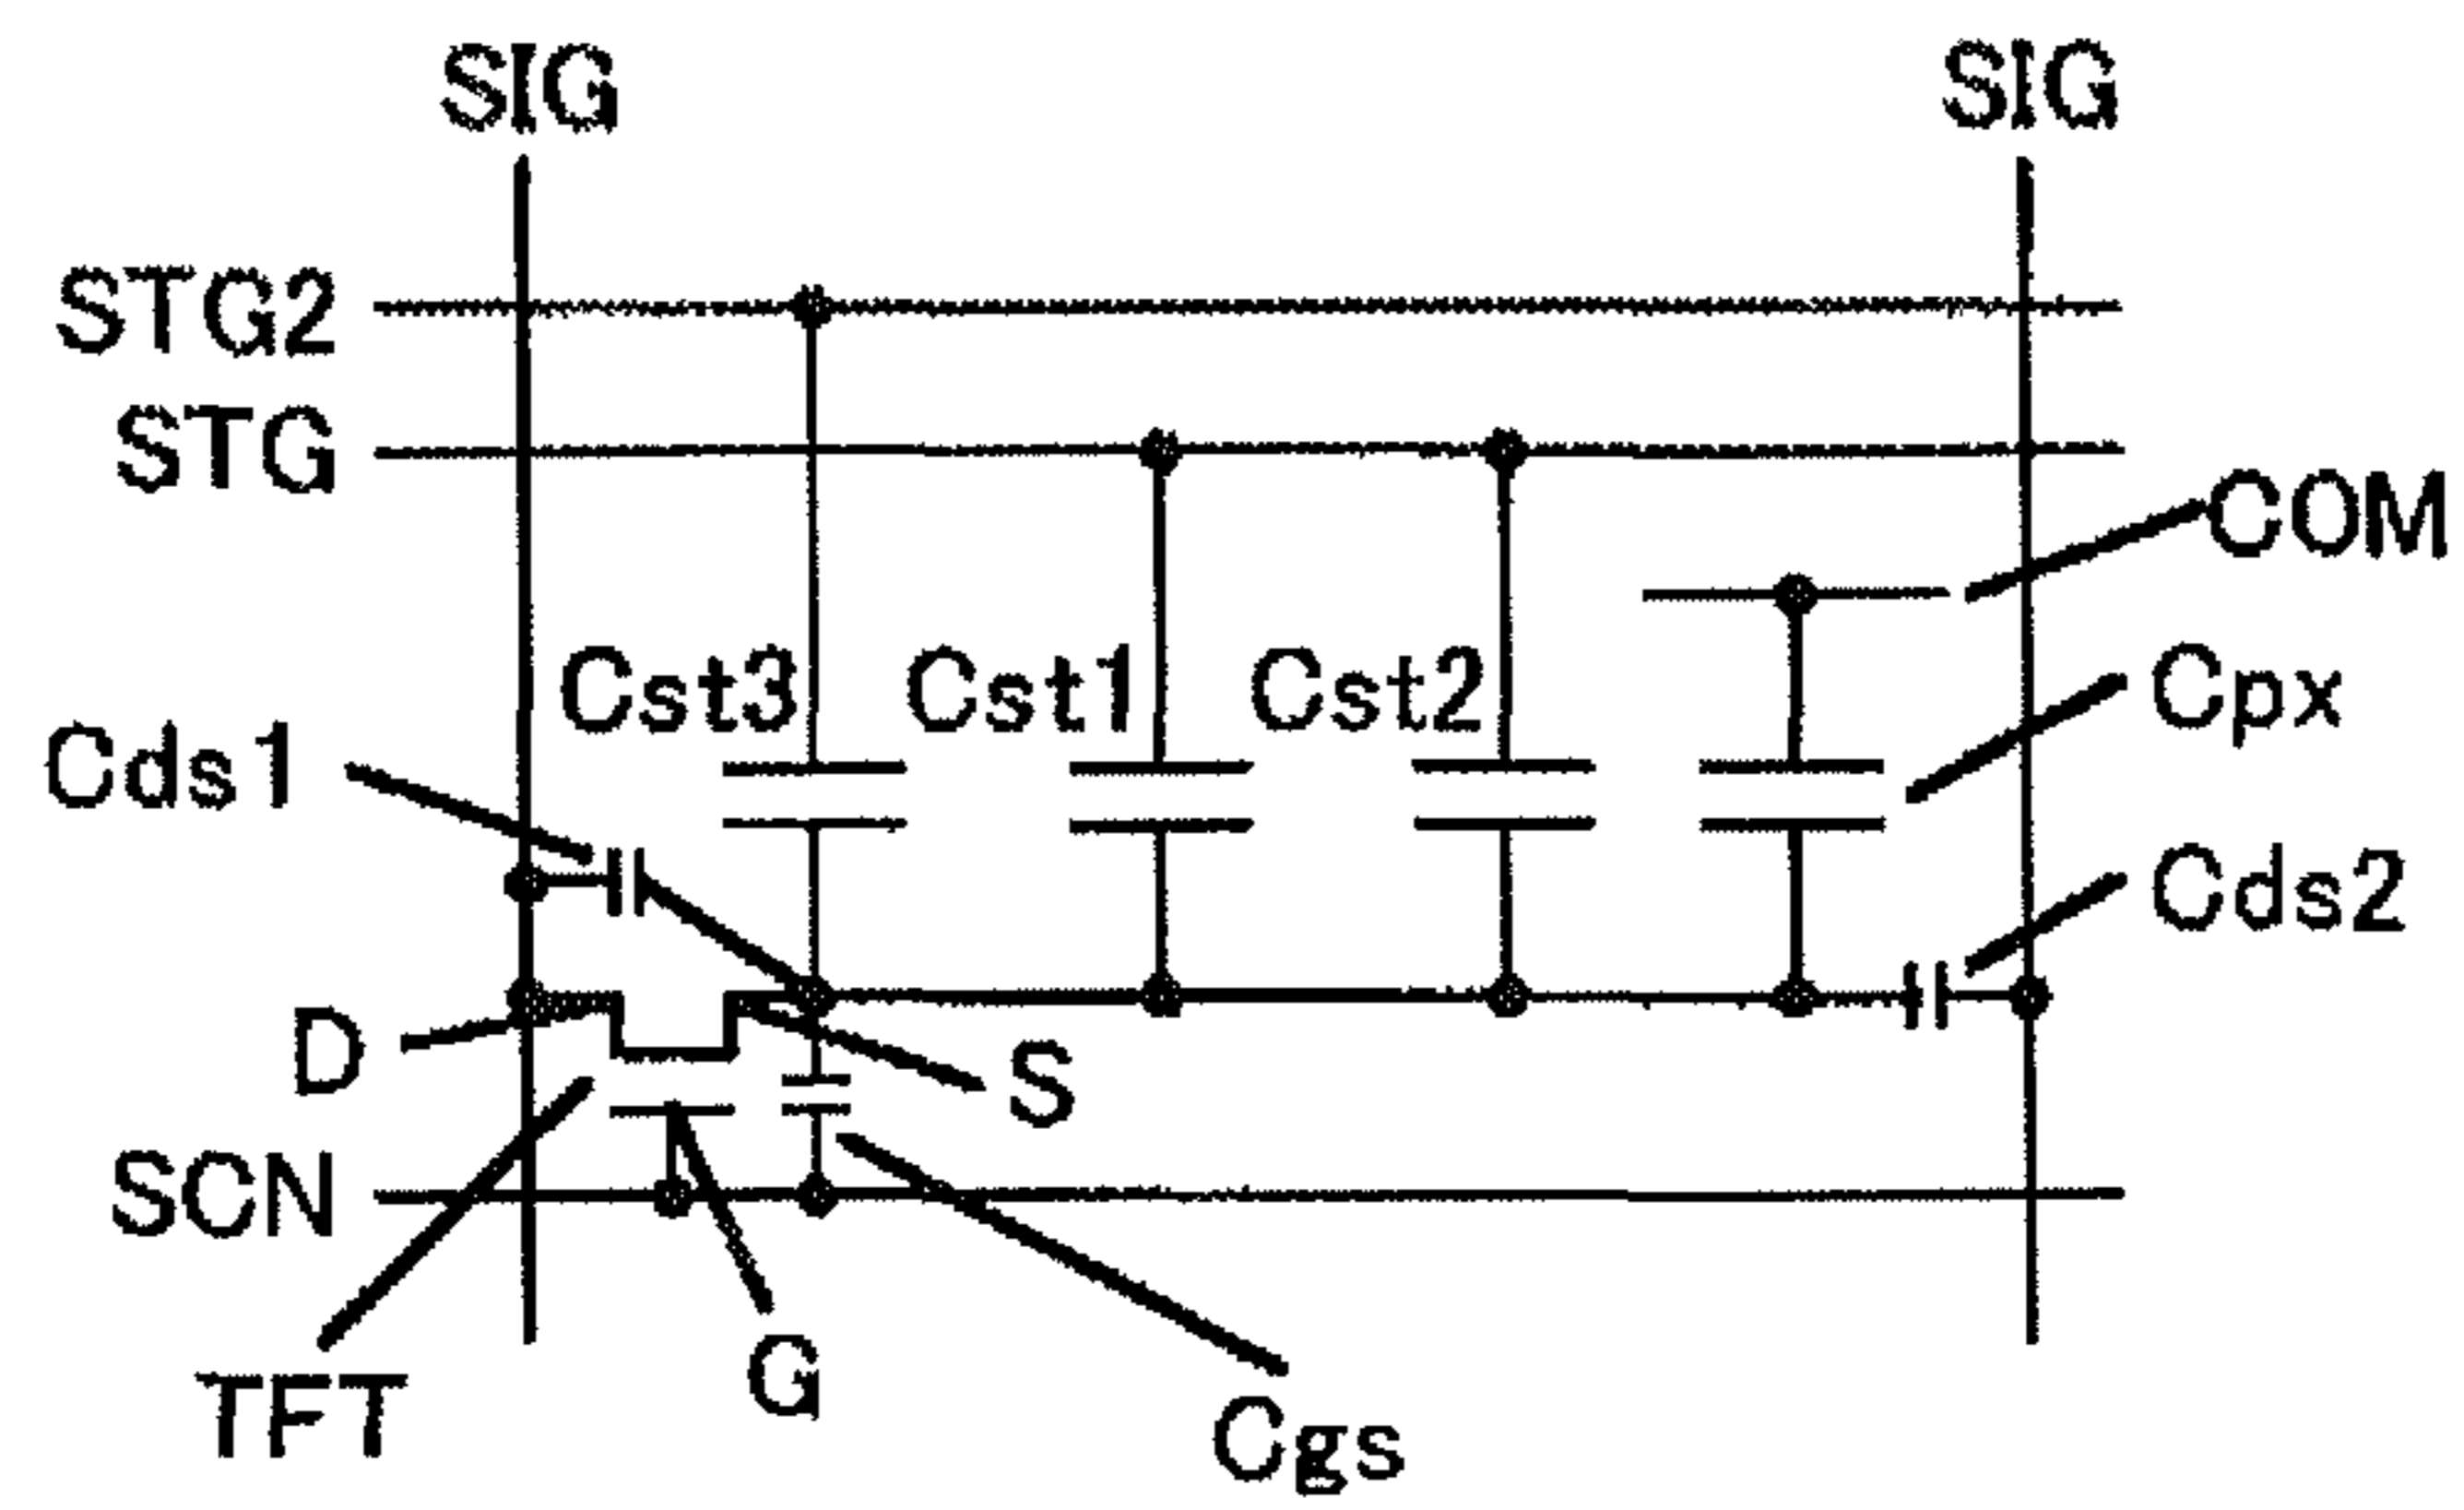 SIG SIG
STG2
STG
COM
Cst3 Cst1 Cst2 Cpx
Cds1
Cds2
D
S
SCN
TFT
G
Cgs